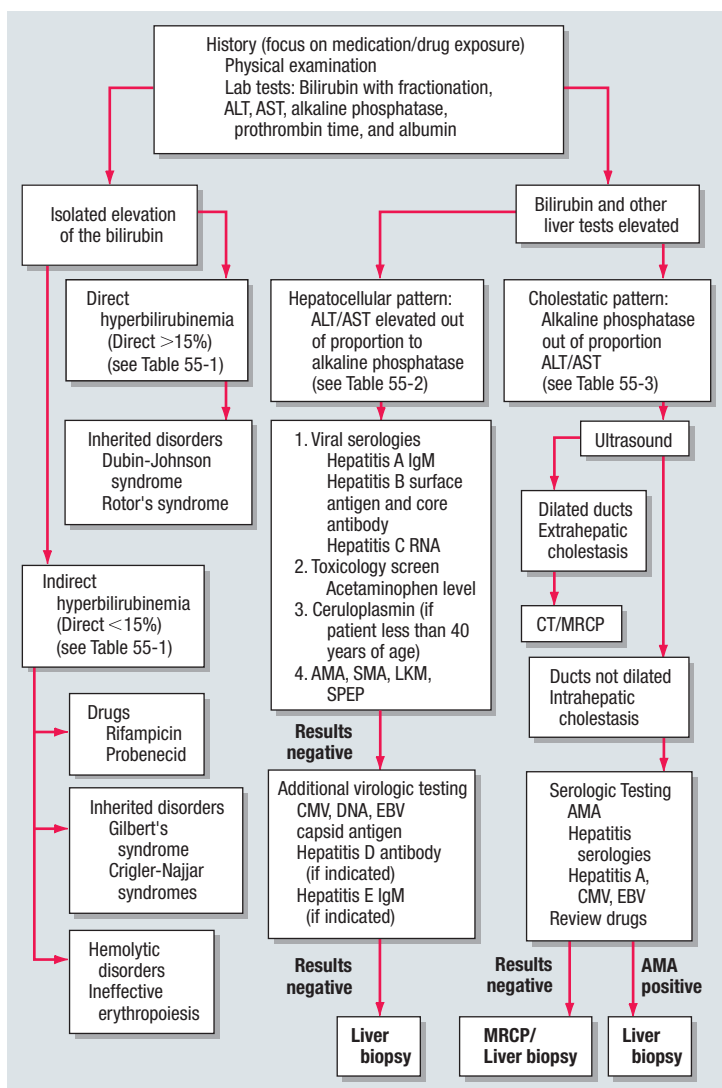 History (focus on medication/drug exposure)
Physical examination
Lab tests: Bilirubin with fractionation,
ALT, AST, alkaline phosphatase,
prothrombin time, and albumin
Isolated elevation
of the bilirubin
Bilirubin and other
liver tests elevated
Direct
hyperbilirubinemia
(Direct >15%)
(see Table 55-1)
Hepatocellular pattern:
ALT/AST elevated out
of proportion to
alkaline phosphatase
(see Table 55-2)
Cholestatic pattern:
Alkaline phosphatase
out of proportion
ALT/AST
(see Table 55-3)
Inherited disorders
Dubin-Johnson
syndrome
Rotor's syndrome
1. Viral serologies
Hepatitis A IgM
Hepatitis B surface
antigen and core
antibody
Hepatitis C RNA
2. Toxicology screen
Acetaminophen level
3. Ceruloplasmin (if
patient less than 40
years of age)
4. AMA, SMA, LKM,
SPEP
Ultrasound
Dilated ducts
Extrahepatic
cholestasis
CT/MRCP
Indirect
hyperbilirubinemia
(Direct <15%)
(see Table 55-1)
Ducts not dilated
Intrahepatic
cholestasis
Drugs
Rifampicin
Probenecid
Results
negative
Inherited disorders
Gilbert's
syndrome
Crigler-Najjar
syndromes
Additional virologic testing
CMV, DNA, EBV
capsid antigen
Hepatitis D antibody
(if indicated)
Hepatitis E IgM
(if indicated)
Serologic Testing
AMA
Hepatitis
serologies
Hepatitis A,
CMV, EBV
Review drugs
Hemolytic
disorders
Ineffective
erythropoiesis
Results
negative
Results
negative
AMA
positive
Liver
biopsy
MRCP/
Liver biopsy
Liver
biopsy